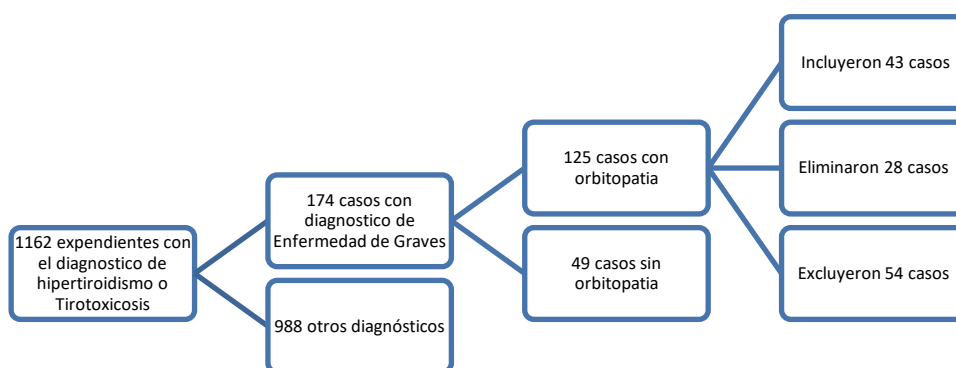 1162 expendientes con
el diagnostico de
hipertiroidismo o
Tirotoxicosis
174 casos con
diagnostico de
Enfermedad de Graves
988 otros diagnósticos
125 casos con
orbitopatia
49 casos sin
orbitopatia
Incluyeron 43 casos
Eliminaron 28 casos
Excluyeron 54 casos